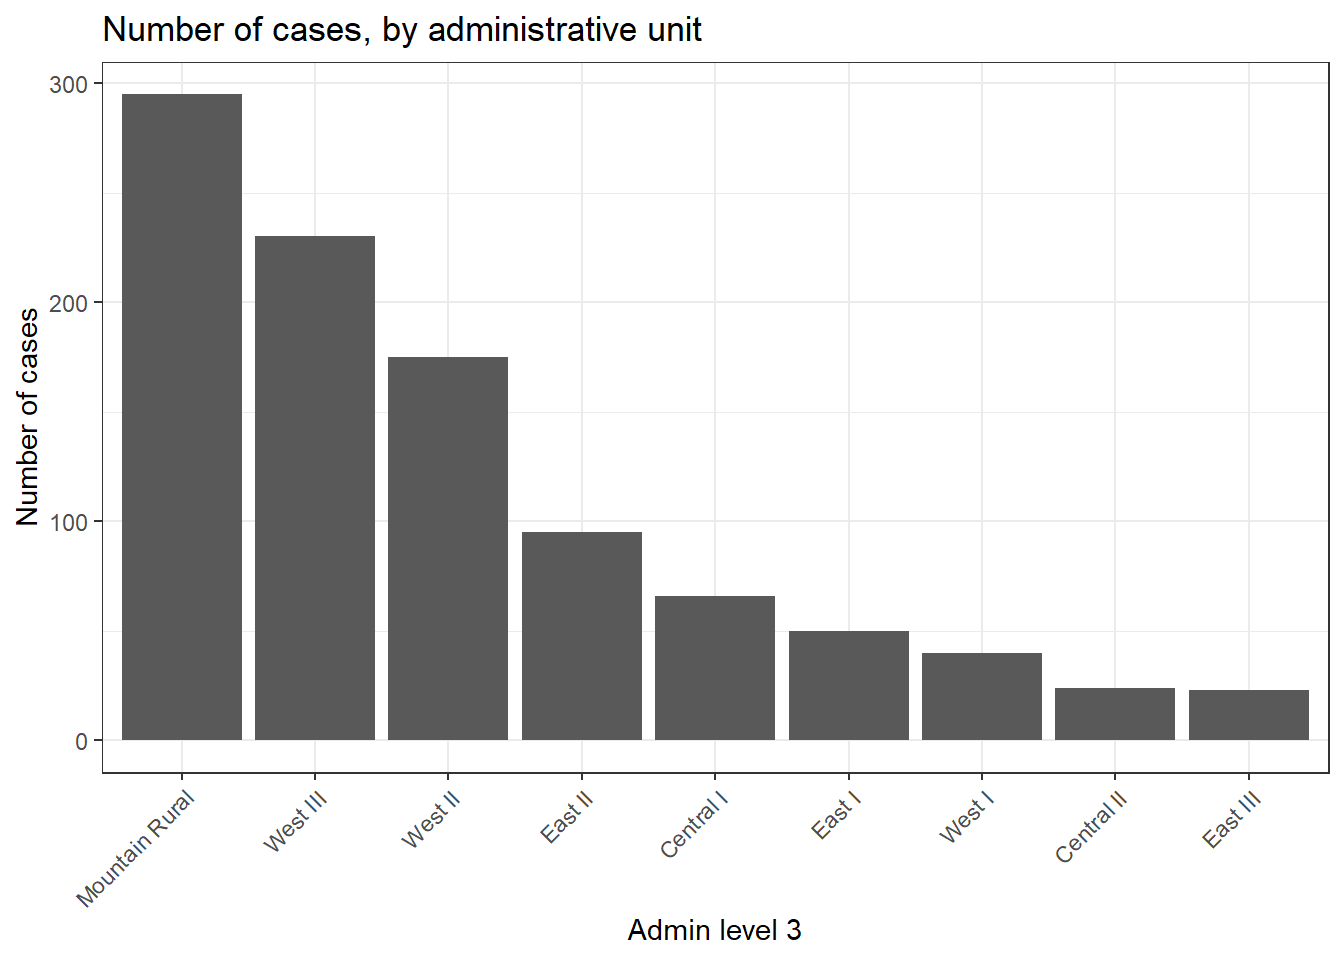 Number of cases, by administrative unit
Number of cases
300
200
100
0
Mountain Rural
West III
West II
East II
Central I
East I
West I
Central II
East III
Admin level 3